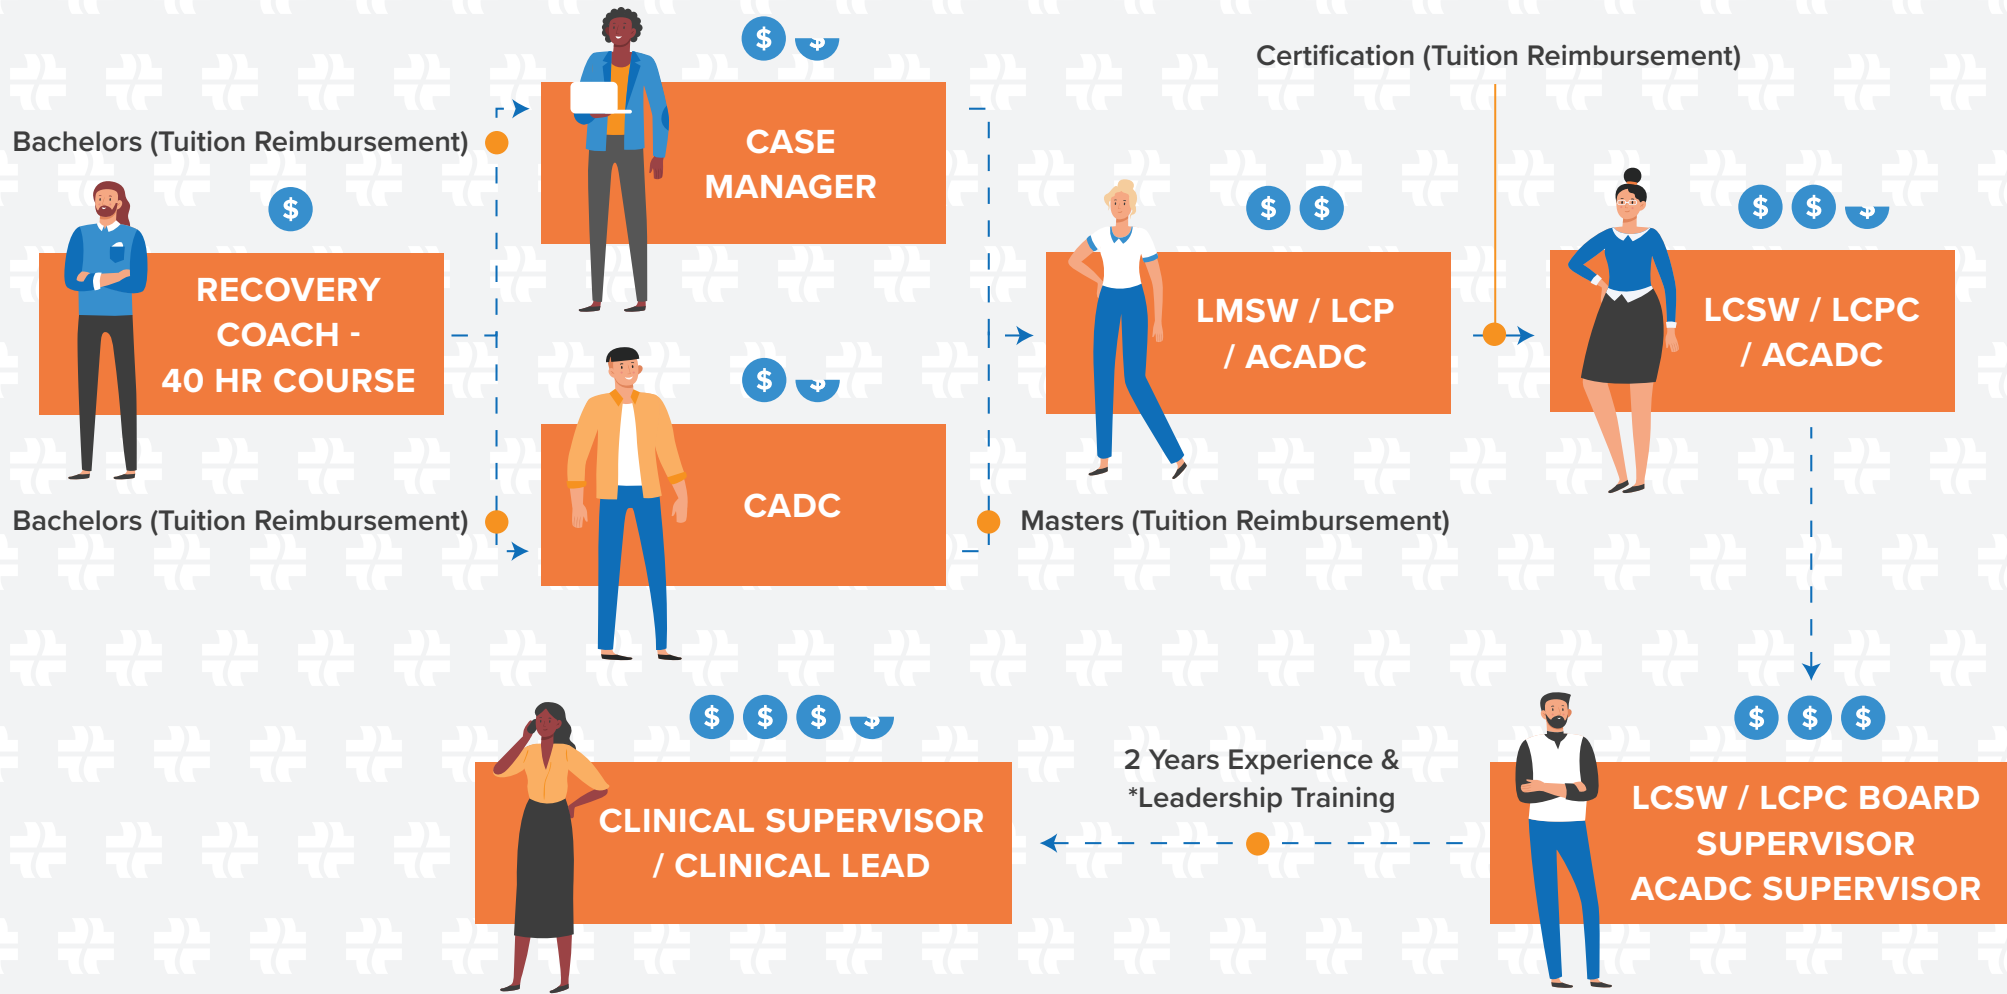 $ $
Certification (Tuition Reimbursement)
Bachelors (Tuition Reimbursement)
CASE
MANAGER
$
RECOVERY
COACH -
40 HR COURSE
$ $
LMSW / LCP
/ ACADC
$ $ $
LCSW / LCPC
/ ACADC
$ $
CADC
Bachelors (Tuition Reimbursement)
Masters (Tuition Reimbursement)
$ $ $ $
CLINICAL SUPERVISOR
/ CLINICAL LEAD
2 Years Experience &
*Leadership Training
$ $ $
LCSW / LCPC BOARD
SUPERVISOR
ACADC SUPERVISOR